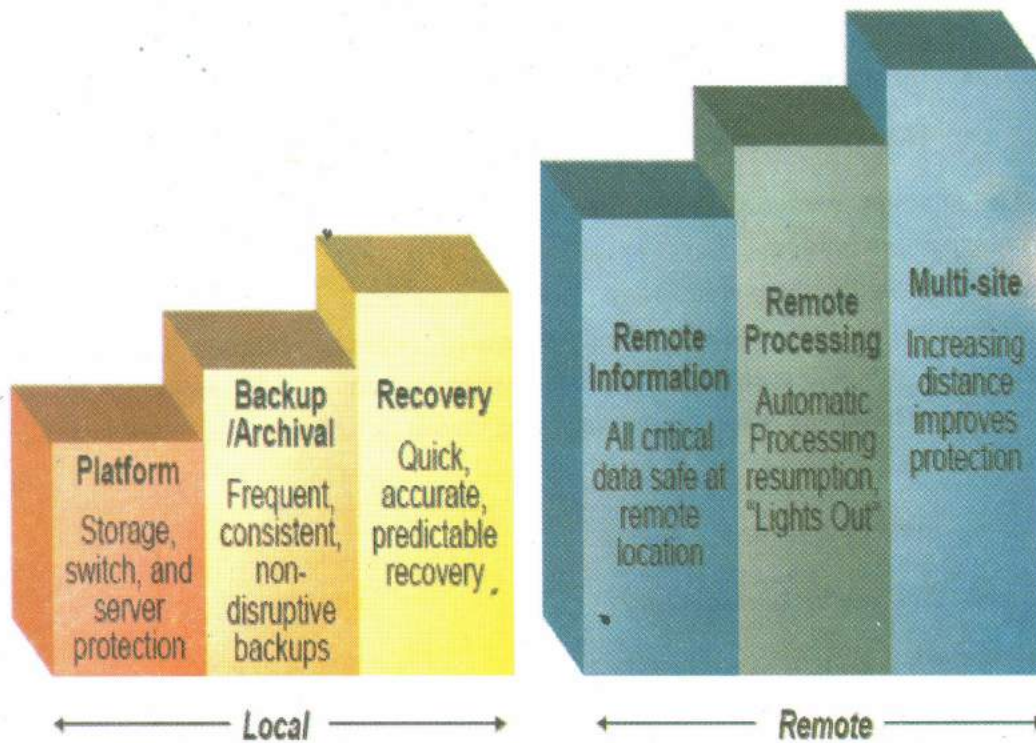 Platform
Storage,
switch, and
server
protection
Backup
/Archival
Frequent,
consistent,
non-
disruptive
backups
Recovery
Quick,
accurate,
predictable
recovery
Remote
Information
All critical
data safe at
remote
location
Remote
Processing
Automatic
Processing
resumption,
"Lights Out"
Multi-site
Increasing
distance
improves
protection
Local
Remote